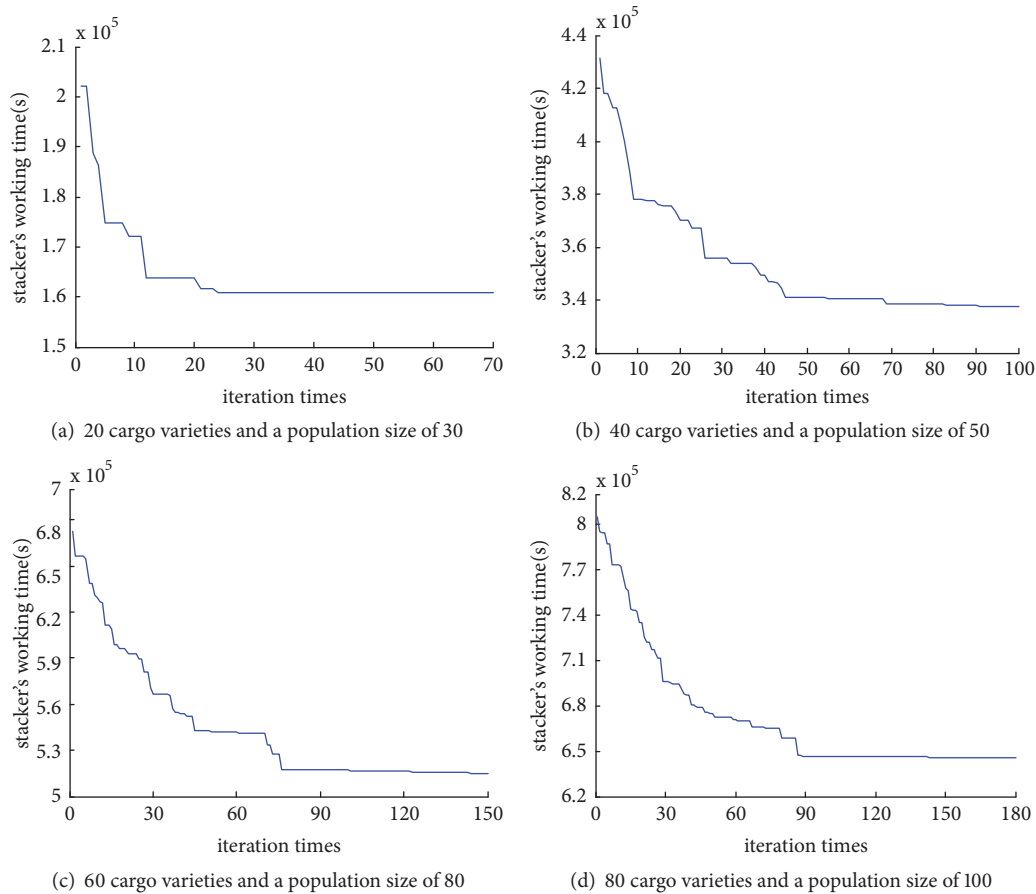 x 10^5
2.1
2
1.9
1.8
1.7
1.6
1.5
stacker's working time(s)
0 10 20 30 40 50 60 70
iteration times
(a) 20 cargo varieties and a population size of 30
x 10^5
4.4
4.2
4
3.8
3.6
3.4
3.2
stacker's working time(s)
0 10 20 30 40 50 60 70 80 90 100
iteration times
(b) 40 cargo varieties and a population size of 50
x 10^5
7
6.8
6.5
6.2
5.9
5.6
5.3
5
stacker's working time(s)
0 30 60 90 120 150
iteration times
(c) 60 cargo varieties and a population size of 80
x 10^5
8.2
8
7.7
7.4
7.1
6.8
6.5
6.2
stacker's working time(s)
0 30 60 90 120 150 180
iteration times
(d) 80 cargo varieties and a population size of 100